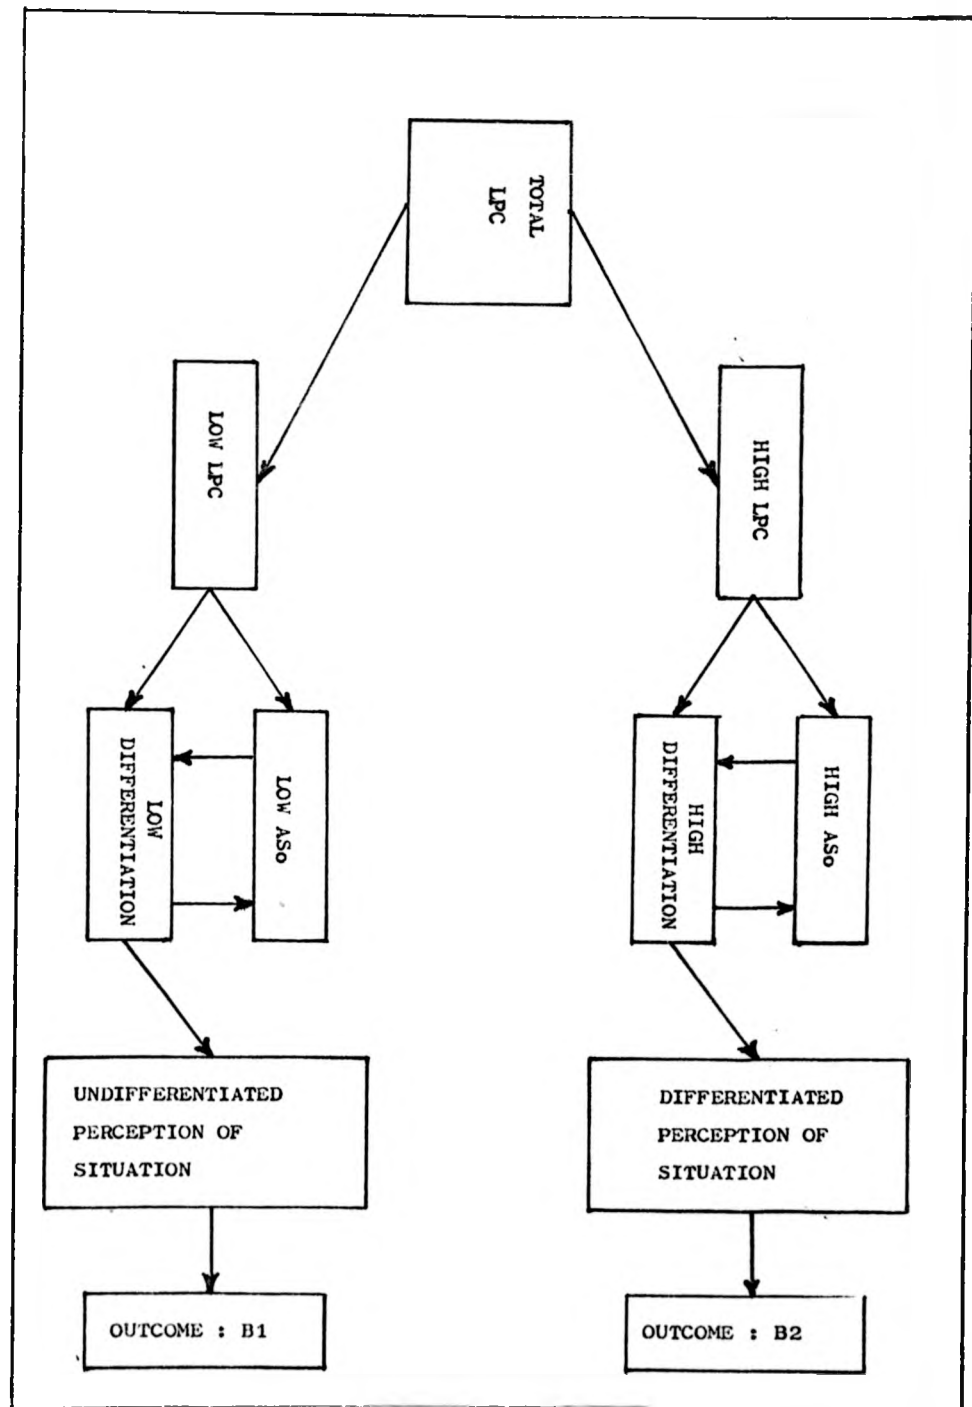 TOTAL
LPC
LOW LPC
HIGH LPC
LOW
DIFFERENTIATION
LOW ASo
HIGH
DIFFERENTIATION
HIGH ASo
UNDIFFERENTIATED
PERCEPTION OF
SITUATION
DIFFERENTIATED
PERCEPTION OF
SITUATION
OUTCOME : B1
OUTCOME : B2